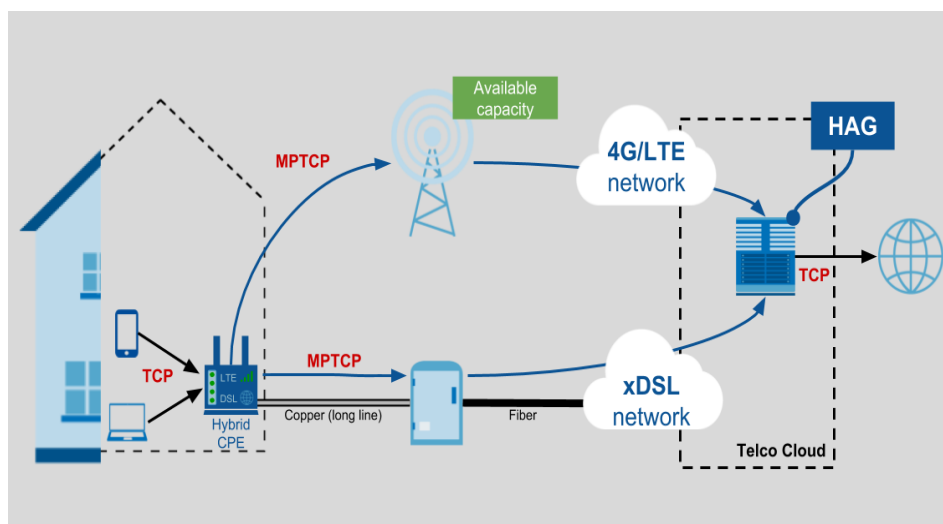 Available
capacity
HAG
MPTCP
4G/LTE
network
TCP
MPTCP
TCP
LTE
DSL
Hybrid
CPE
Copper (long line)
Fiber
xDSL
network
Telco Cloud